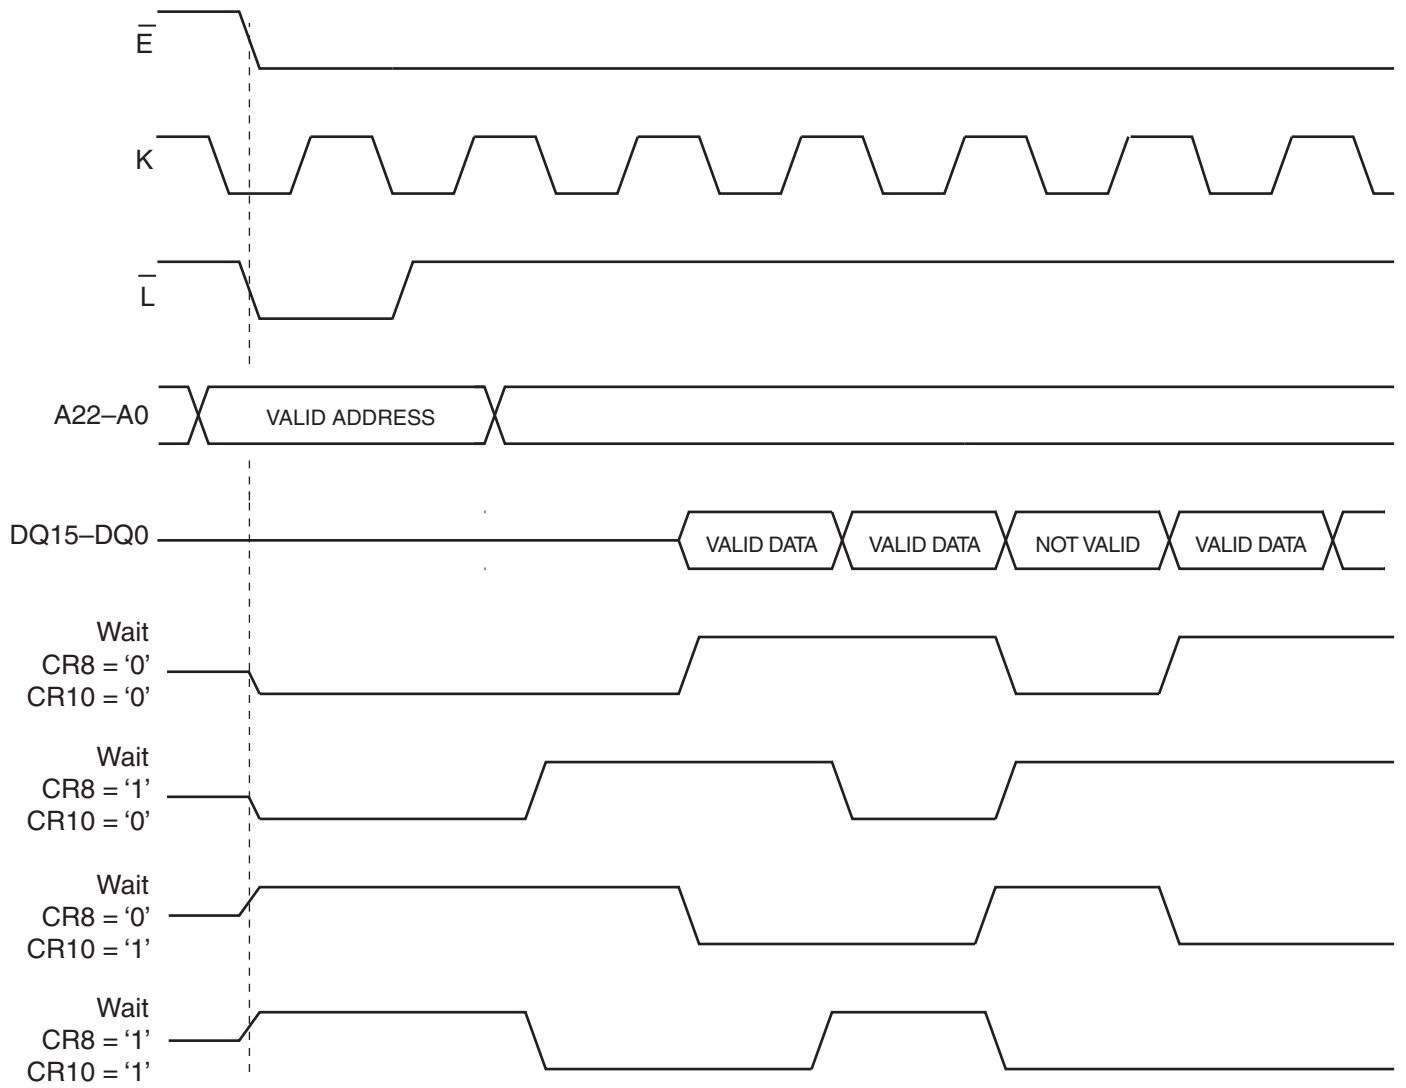 E̅
K
L̅
A22–A0
VALID ADDRESS
DQ15–DQ0
VALID DATA
VALID DATA
NOT VALID
VALID DATA
Wait
CR8 = ‘0’
CR10 = ‘0’
Wait
CR8 = ‘1’
CR10 = ‘0’
Wait
CR8 = ‘0’
CR10 = ‘1’
Wait
CR8 = ‘1’
CR10 = ‘1’